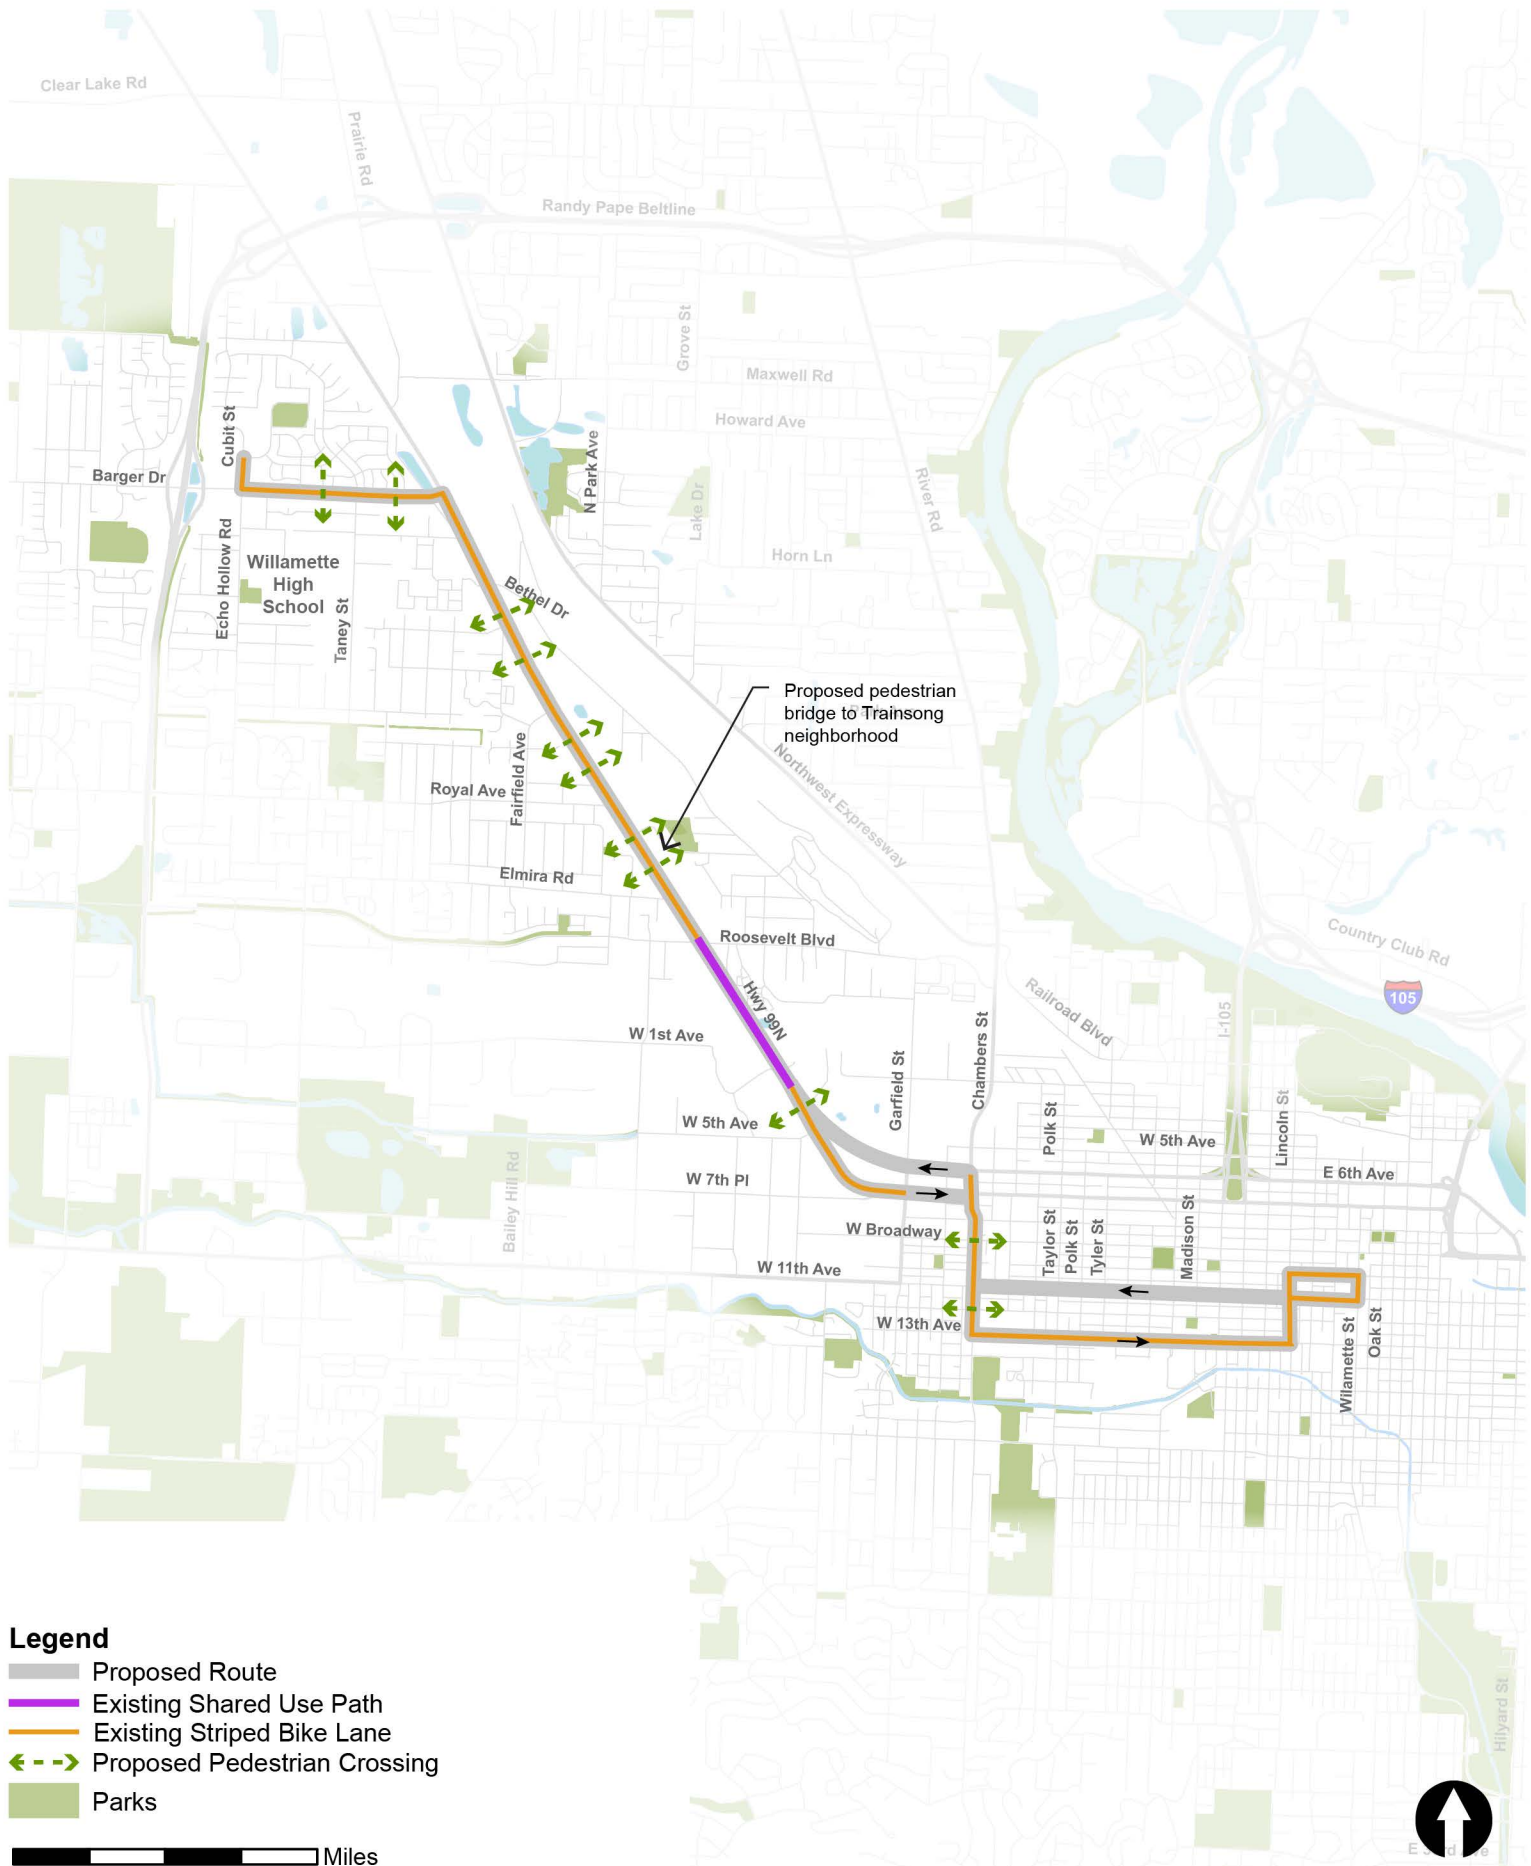 Clear Lake Rd
Prairie Rd
Randy Pape Beltline
Grove St
Maxwell Rd
Howard Ave
Cubit St
Barger Dr
N Park Ave
Lake Dr
River Rd
Horn Ln
Echo Hollow Rd
Willamette
High
School
Taney St
Bethel Dr
Proposed pedestrian
bridge to Trainsong
neighborhood
Northwest Expressway
Fairfield Ave
Royal Ave
Elmira Rd
Roosevelt Blvd
Country Club Rd
105
Hwy 99N
Railroad Blvd
I-105
W 1st Ave
Chambers St
Garfield St
W 5th Ave
Polk St
W 5th Ave
Lincoln St
E 6th Ave
W 7th Pl
Bailey Hill Rd
W Broadway
Taylor St
Polk St
Tyler St
Madison St
W 11th Ave
W 13th Ave
Wilamette St
Oak St
Hilyard St
Legend
Proposed Route
Existing Shared Use Path
Existing Striped Bike Lane
Proposed Pedestrian Crossing
Parks
Miles